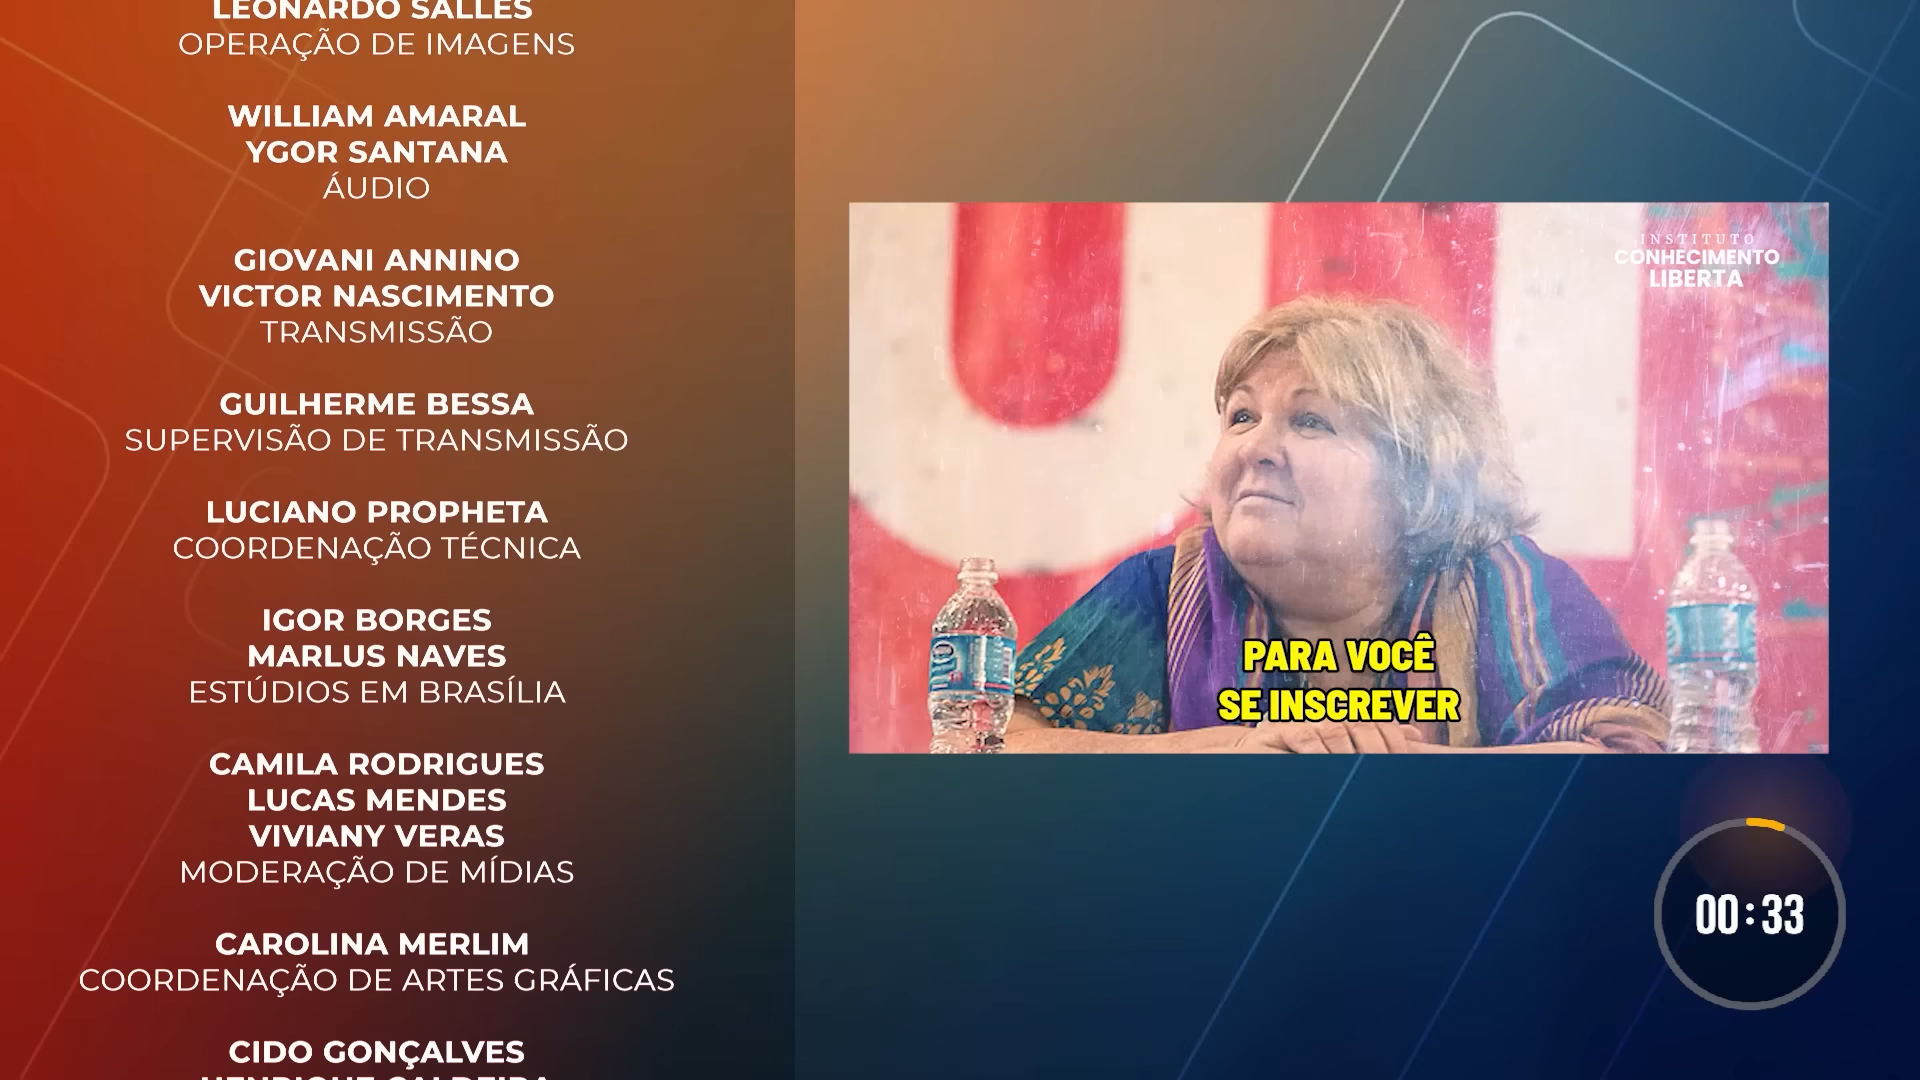 LEONARDO SALLES
OPERAÇÃO DE IMAGENS
WILLIAM AMARAL
YGOR SANTANA
ÁUDIO
GIOVANI ANNINO
VICTOR NASCIMENTO
TRANSMISSÃO
GUILHERME BESSA
SUPERVISÃO DE TRANSMISSÃO
LUCIANO PROPHETA
COORDENAÇÃO TÉCNICA
IGOR BORGES
MARLUS NAVES
ESTÚDIOS EM BRASÍLIA
CAMILA RODRIGUES
LUCAS MENDES
VIVIANY VERAS
MODERAÇÃO DE MÍDIAS
CAROLINA MERLIM
COORDENAÇÃO DE ARTES GRÁFICAS
CIDO GONÇALVES
HENRIQUE CALDEIRA
INSTITUTO
CONHECIMENTO
LIBERTA
PARA VOCÊ
SE INSCREVER
00:33